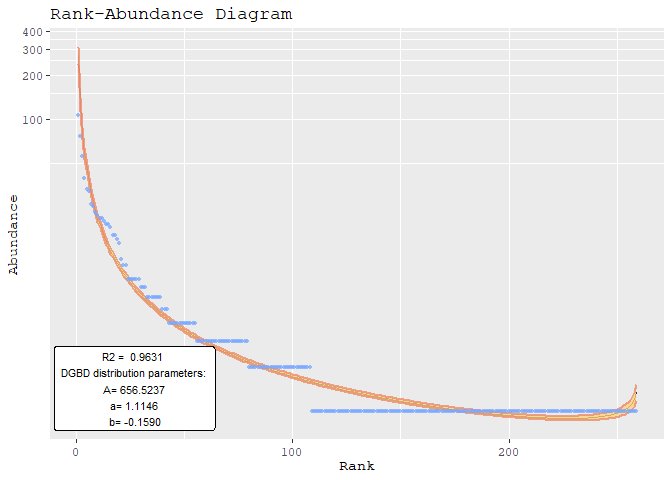 Rank-Abundance Diagram
400
300
200
100
Abundance
R2 = 0.9631
DGBD distribution parameters:
A= 656.5237
a= 1.1146
b= -0.1590
0
100
200
Rank